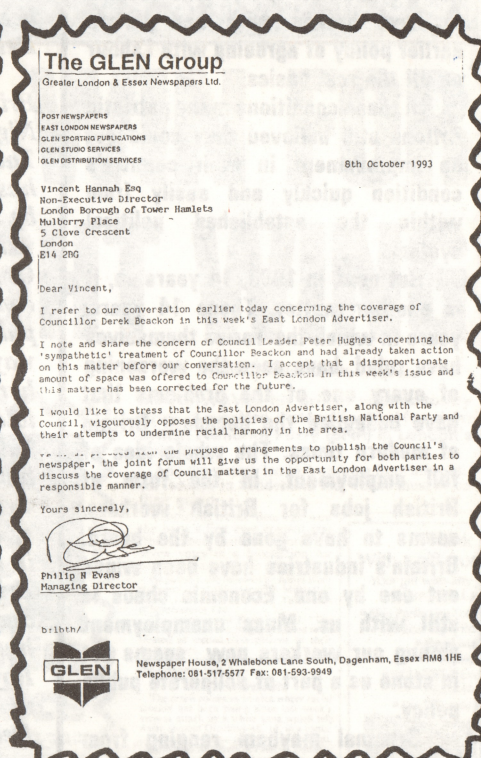 The GLEN Group
Greater London & Essex Newspapers Ltd.
POST NEWSPAPERS
EAST LONDON NEWSPAPERS
GLEN SPORTING PUBLICATIONS
GLEN STUDIO SERVICES
GLEN DISTRIBUTION SERVICES
8th October 1993
Vincent Hannah Esq
Non-Executive Director
London Borough of Tower Hamlets
Mulberry Place
5 Clove Crescent
London
E14 2BG
Dear Vincent,
I refer to our conversation earlier today concerning the coverage of
Councillor Derek Beackon in this week's East London Advertiser.
I note and share the concern of Council Leader Peter Hughes concerning the
'sympathetic' treatment of Councillor Beackon and had already taken action
on this matter before our conversation. I accept that a disproportionate
amount of space was offered to Councillor Beackon in this week's issue and
this matter has been corrected for the future.
I would like to stress that the East London Advertiser, along with the
Council, vigourously opposes the policies of the British National Party and
their attempts to undermine racial harmony in the area.
proposed arrangements to publish the Council's
newspaper, the joint forum will give us the opportunity for both parties to
discuss the coverage of Council matters in the East London Advertiser in a
responsible manner.
Yours sincerely,
Philip N Evans
Managing Director
GLEN
Newspaper House, 2 Whalebone Lane South, Dagenham, Essex RM8 1HE
Telephone: 081-517-5577 Fax: 081-593-9949